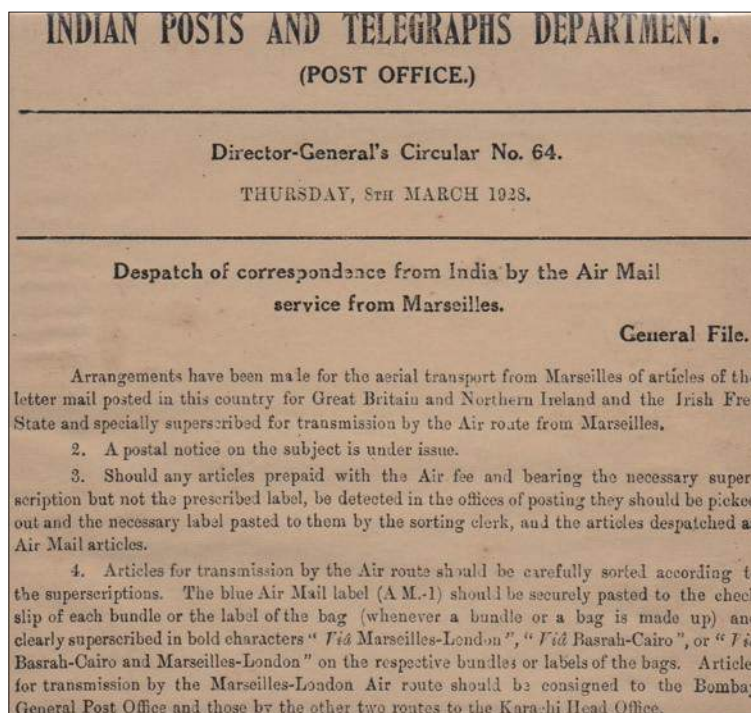 INDIAN POSTS AND TELEGRAPHS DEPARTMENT.
(POST OFFICE.)
Director-General's Circular No. 64.
THURSDAY, 8TH MARCH 1928.
Despatch of correspondence from India by the Air Mail
service from Marseilles.
General File.
Arrangements have been made for the aerial transport from Marseilles of articles of the
letter mail posted in this country for Great Britain and Northern Ireland and the Irish Fre
State and specially superscribed for transmission by the Air route from Marseilles.
2. A postal notice on the subject is under issue.
3. Should any articles prepaid with the Air fee and bearing the necessary super
scription but not the prescribed label, be detected in the offices of posting they should be picked
out and the necessary label pasted to them by the sorting clerk, and the articles despatched a
Air Mail articles.
4. Articles for transmission by the Air route should be carefully sorted according t
the superscriptions. The blue Air Mail label (A M.-1) should be securely pasted to the chec
slip of each bundle or the label of the bag (whenever a bundle or a bag is made up) an
clearly superscribed in bold characters " Viâ Marseilles-London ", " Viâ Basrah-Cairo ", or " Vi
Basrah-Cairo and Marseilles-London " on the respective bundles or labels of the bags. Article
for transmission by the Marseilles-London Air route should be consigned to the Bombay
General Post Office and those by the other two routes to the Karachi Head Office.